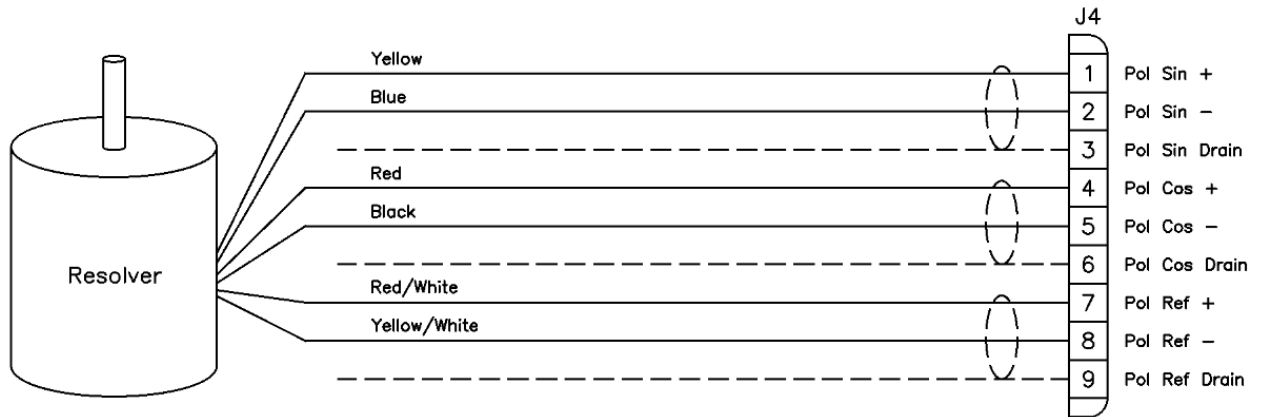 J4
Yellow 1 Pol Sin +
Blue 2 Pol Sin -
3 Pol Sin Drain
Red 4 Pol Cos +
Black 5 Pol Cos -
6 Pol Cos Drain
Resolver
Red/White 7 Pol Ref +
Yellow/White 8 Pol Ref -
9 Pol Ref Drain